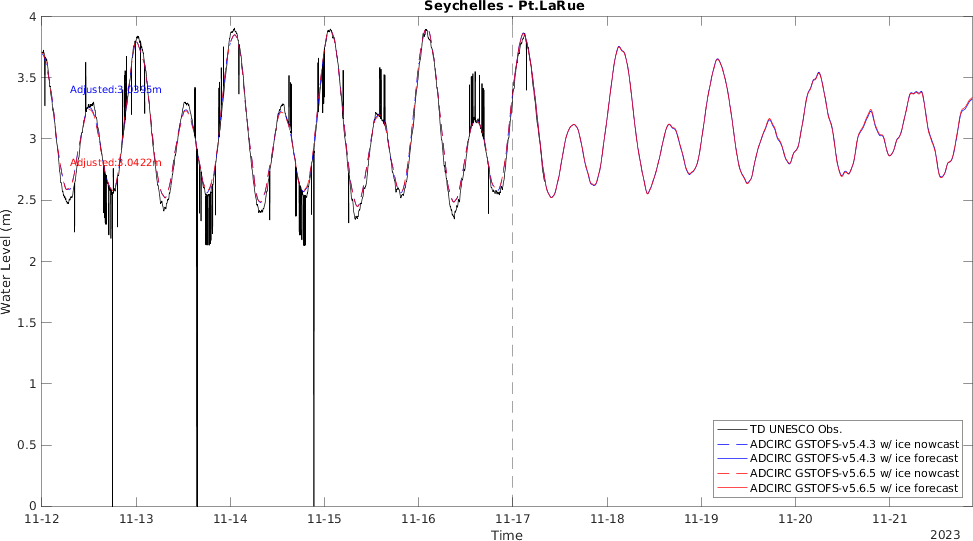 Seychelles - Pt.LaRue
Water Level (m)
4
3.5
3
2.5
2
1.5
1
0.5
0
Adjusted:3.0395m
Adjusted:3.0422m
TD UNESCO Obs.
ADCIRC GSTOFS-v5.4.3 w/ ice nowcast
ADCIRC GSTOFS-v5.4.3 w/ ice forecast
ADCIRC GSTOFS-v5.6.5 w/ ice nowcast
ADCIRC GSTOFS-v5.6.5 w/ ice forecast
11-12 11-13 11-14 11-15 11-16 11-17 11-18 11-19 11-20 11-21
Time
2023